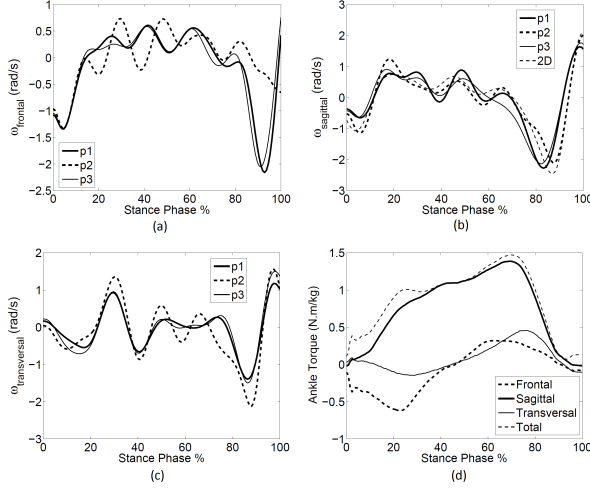 1
0.5
0
-0.5
-1
-1.5
-2
-2.5
0 20 40 60 80 100
ω frontal (rad/s)
Stance Phase %
p1
p2
p3
(a)
3
2
1
0
-1
-2
-3
0 20 40 60 80 100
ω sagittal (rad/s)
Stance Phase %
p1
p2
p3
2D
(b)
2
1
0
-1
-2
-3
0 20 40 60 80 100
ω transversal (rad/s)
Stance Phase %
p1
p2
p3
(c)
1.5
1
0.5
0
-0.5
-1
0 20 40 60 80 100
Ankle Torque (N.m/kg)
Stance Phase %
Frontal
Sagittal
Transversal
Total
(d)